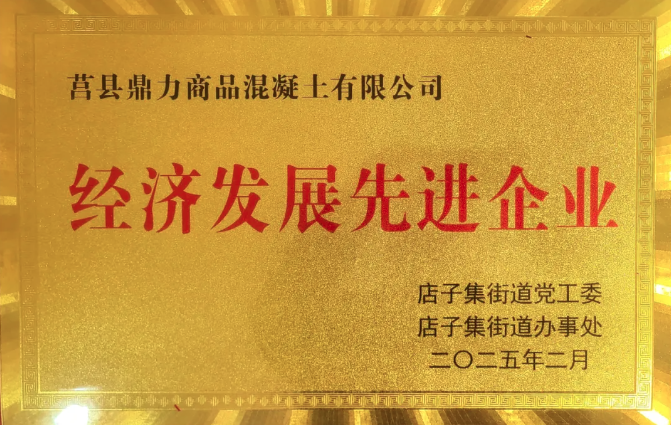 莒县鼎力商品混凝土有限公司
经济发展先进企业
店子集街道党工委
店子集街道办事处
二〇二五年二月